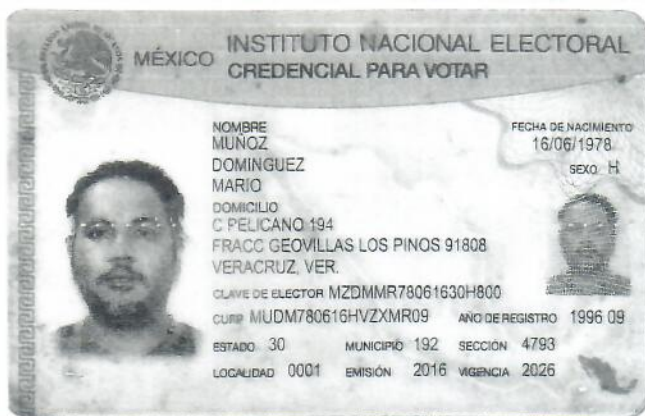 MÉXICO INSTITUTO NACIONAL ELECTORAL
CREDENCIAL PARA VOTAR
NOMBRE
MUÑOZ
DOMINGUEZ
MARIO
FECHA DE NACIMIENTO
16/06/1978
SEXO H
DOMICILIO
C PELICANO 194
FRACC GEOVILLAS LOS PINOS 91808
VERACRUZ, VER.
CLAVE DE ELECTOR MZDMMR78061630H800
CURP MUDM780616HVZXMR09 AÑO DE REGISTRO 1996 09
ESTADO 30 MUNICIPIO 192 SECCIÓN 4793
LOCALIDAD 0001 EMISIÓN 2016 VIGENCIA 2026